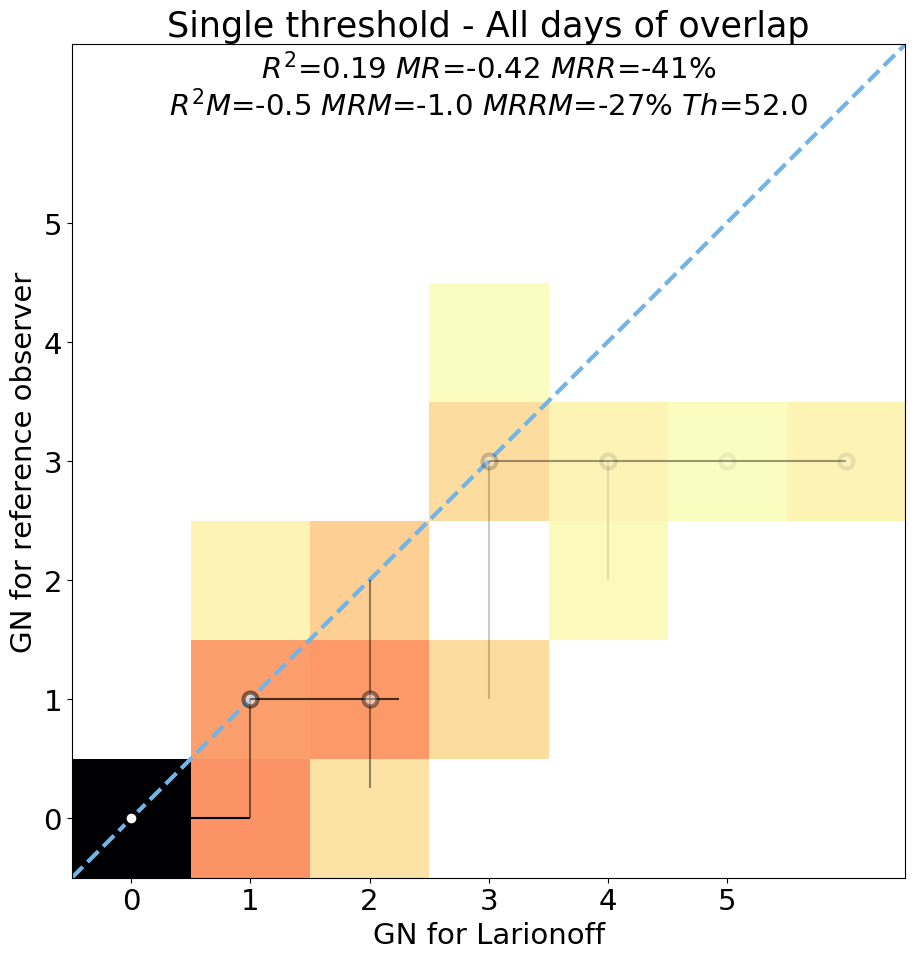 Single threshold - All days of overlap
R²=0.19 MR=-0.42 MRR=-41%
R²M=-0.5 MRM=-1.0 MRRM=-27% Th=52.0
GN for reference observer
5
4
3
2
1
0
0 1 2 3 4 5
GN for Larionoff